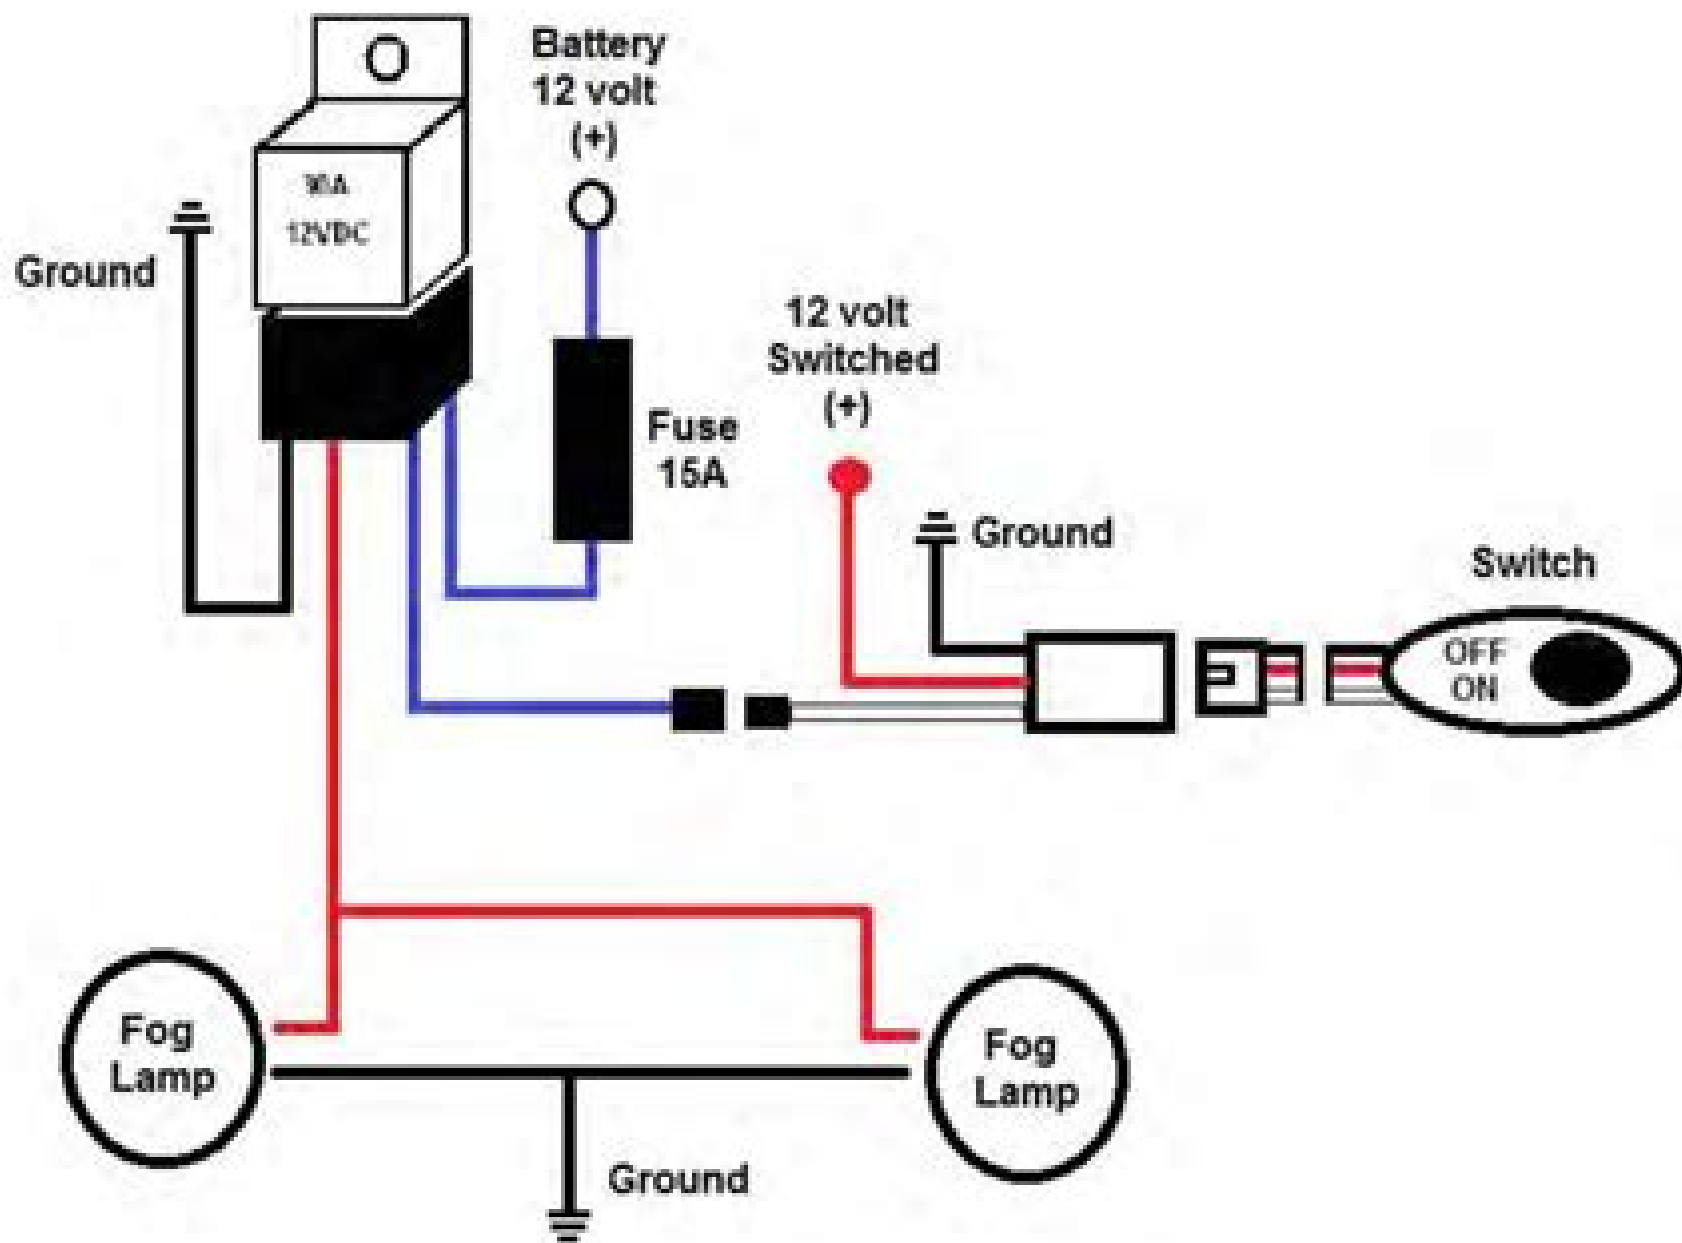 Battery
12 volt
(+)
30A
12VDC
Ground
12 volt
Switched
(+)
Fuse
15A
Ground
Switch
OFF
ON
Fog
Lamp
Fog
Lamp
Ground